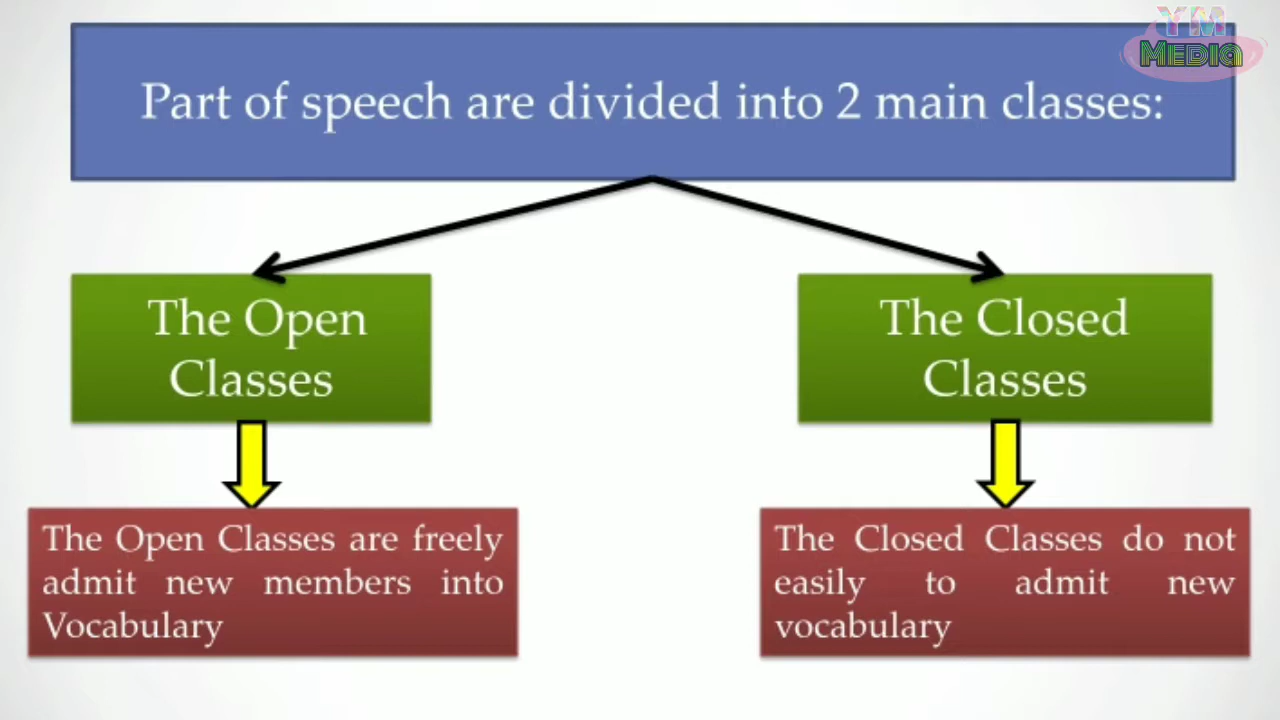 YM
MEDIA
Part of speech are divided into 2 main classes:
The Open
Classes
The Closed
Classes
The Open Classes are freely
admit new members into
Vocabulary
The Closed Classes do not
easily to admit new
vocabulary